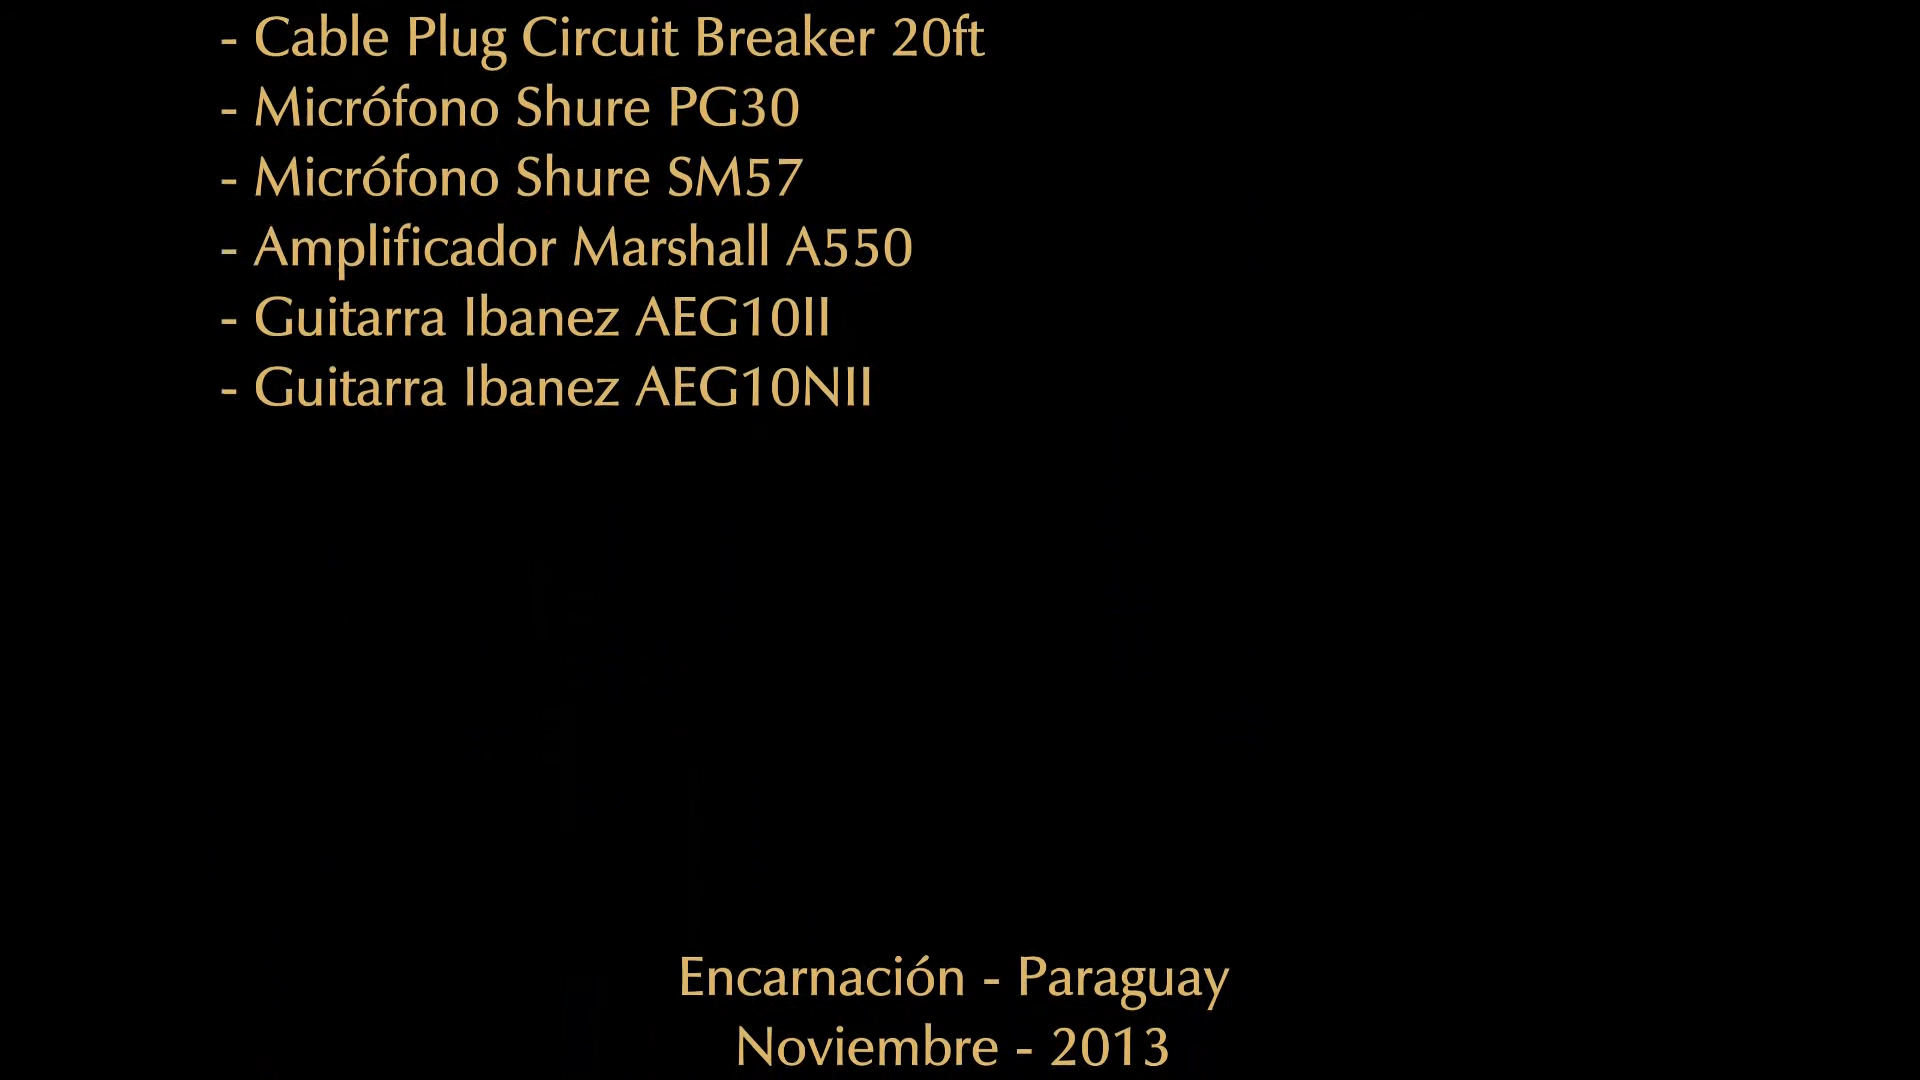 - Cable Plug Circuit Breaker 20ft
- Micrófono Shure PG30
- Micrófono Shure SM57
- Amplificador Marshall A550
- Guitarra Ibanez AEG10II
- Guitarra Ibanez AEG10NII
Encarnación - Paraguay
Noviembre - 2013